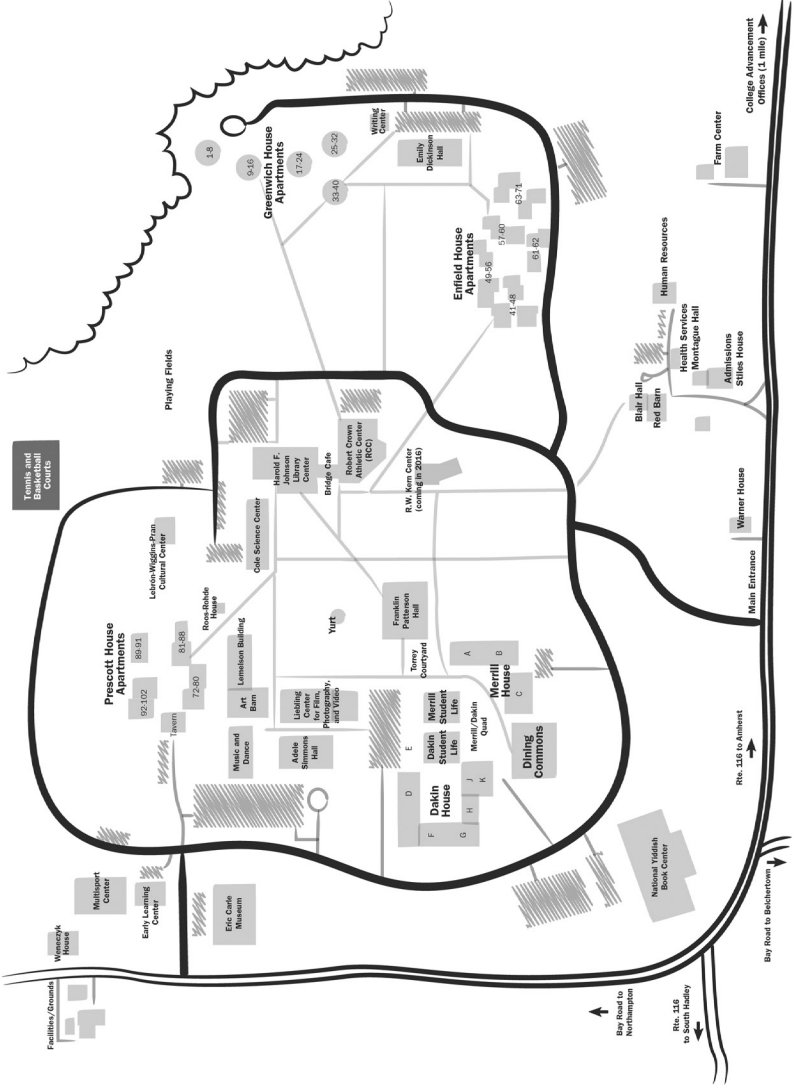 College Advancement
Offices (1 mile)
Farm Center
1-8
9-16
17-24
25-32
33-40
Greenwich House
Apartments
Writing
Center
Emily
Dickinson
Hall
63-71
57-60
61-62
49-56
41-48
Enfield House
Apartments
Human Resources
Health Services
Montague Hall
Admissions
Stiles House
Blair Hall
Red Barn
Playing Fields
Tennis and
Basketball
Courts
Harold F.
Johnson
Library
Center
Bridge Cafe
Robert Crown
Athletic Center
(RCC)
R.W. Kern Center
(coming in 2016)
Cole Science Center
Lebrón-Wiggins-Pran
Cultural Center
Warner House
Main Entrance
Roos-Rohde
House
Yurt
Franklin
Patterson
Hall
Prescott House
Apartments
89-91
81-88
92-102
72-80
Tavern
Lemelson Building
Art
Barn
Liebling
Center
for Film,
Photography,
and Video
Torrey
Courtyard
A
B
C
Merrill
House
Music and
Dance
Adele
Simmons
Hall
Merrill
Student
Life
Dakin
Student
Life
Merrill/Dakin
Quad
Dining
Commons
Dakin
House
D
E
F
G
H
J
K
Rte. 116 to Amherst
Multisport
Center
Early Learning
Center
Eric Carle
Museum
National Yiddish
Book Center
Weneczyk
House
Facilities/Grounds
Bay Road to Belchertown
Bay Road to
Northampton
Rte. 116
to South Hadley